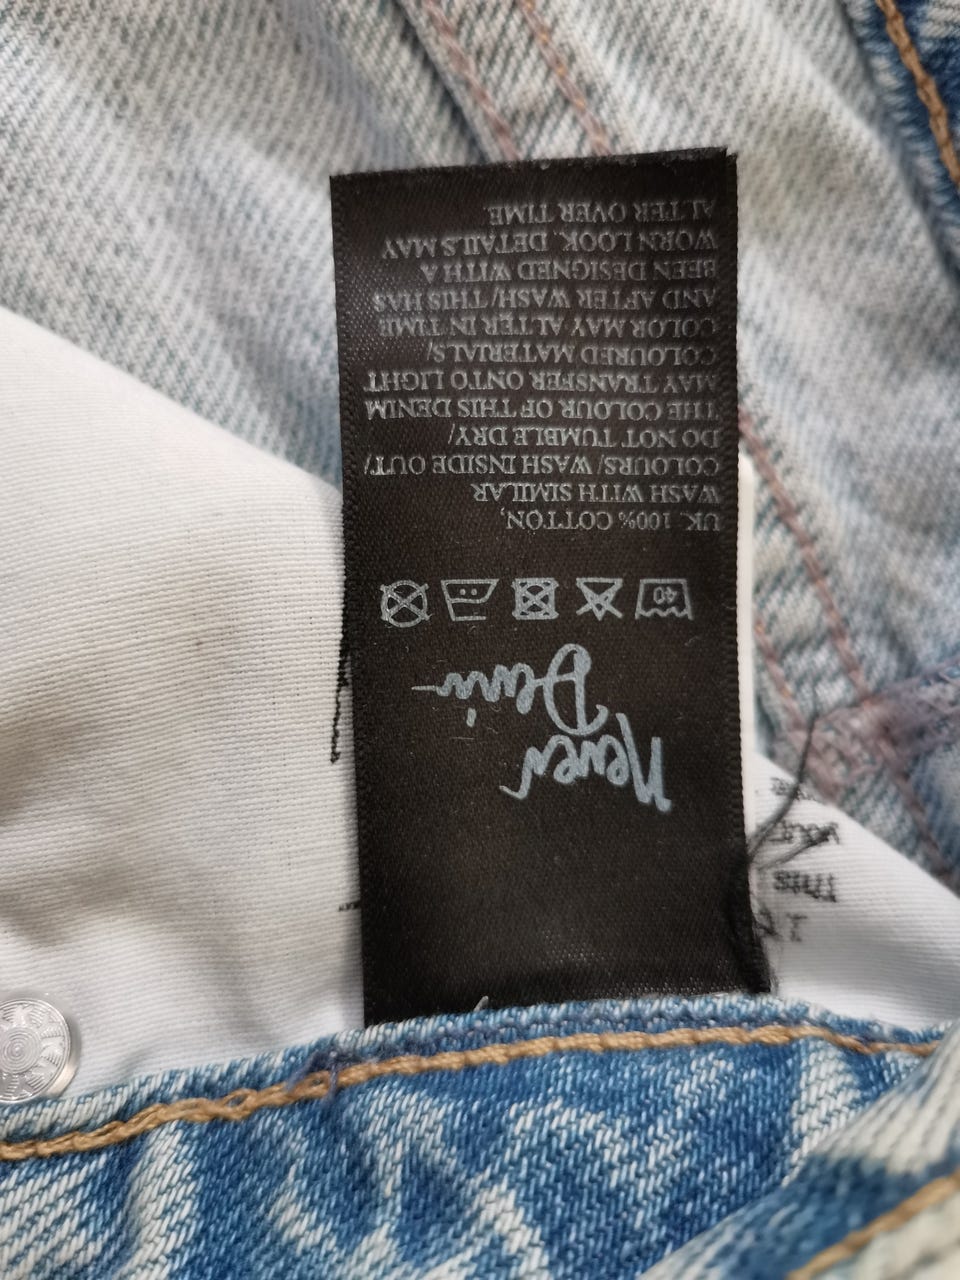 Never
Denim
40
UK. 100% COTTON,
WASH WITH SIMILAR
COLOURS/ WASH INSIDE OUT/
DO NOT TUMBLE DRY/
THE COLOUR OF THIS DENIM
MAY TRANSFER ONTO LIGHT
COLOURED MATERIALS/
COLOR MAY ALTER IN TIME
AND AFTER WASH/ THIS HAS
BEEN DESIGNED WITH A
WORN LOOK. DETAILS MAY
ALTER OVER TIME
THIS